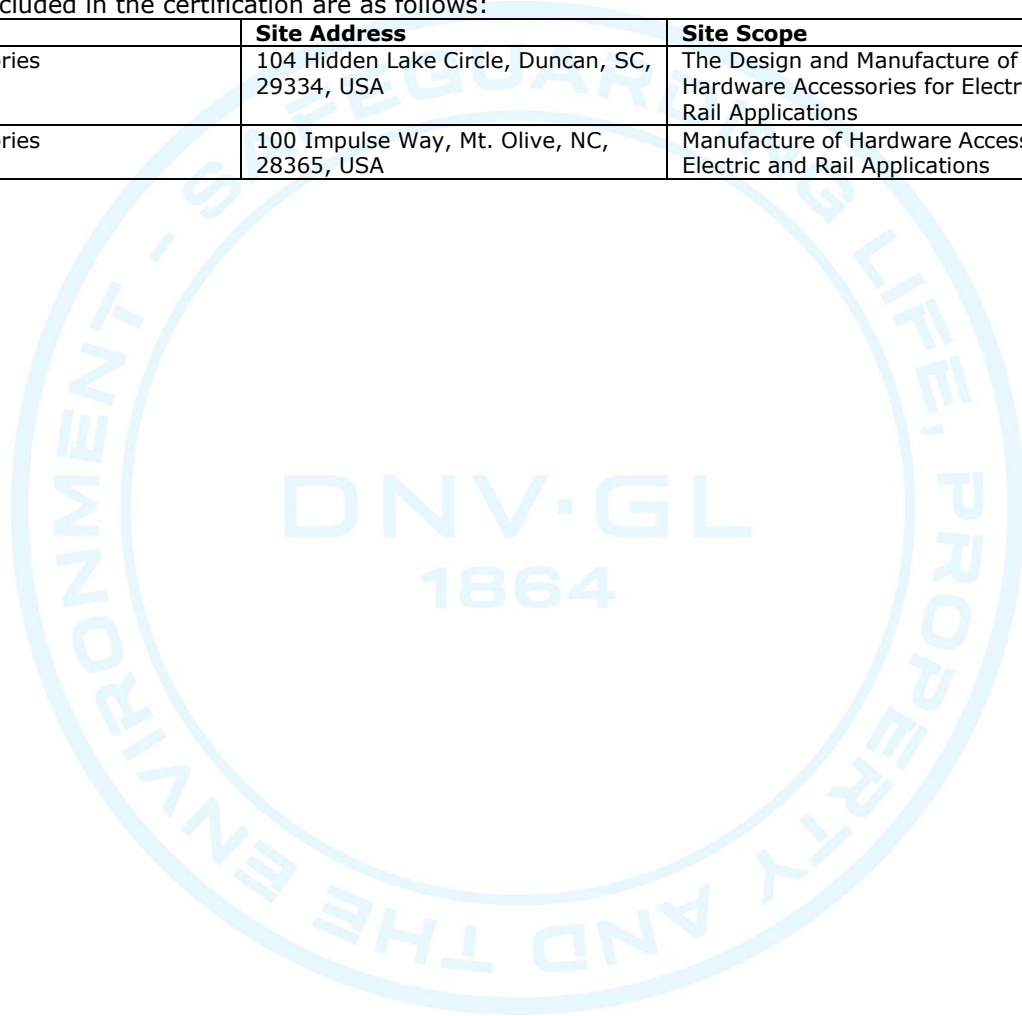 cluded in the certification are as follows:
Site Address Site Scope
ries 104 Hidden Lake Circle, Duncan, SC, The Design and Manufacture of
29334, USA Hardware Accessories for Electr
Rail Applications
ries 100 Impulse Way, Mt. Olive, NC, Manufacture of Hardware Access
28365, USA Electric and Rail Applications
SAFEGUARDING LIFE, PROPERTY AND THE ENVIRONMENT -
DNV·GL
1864